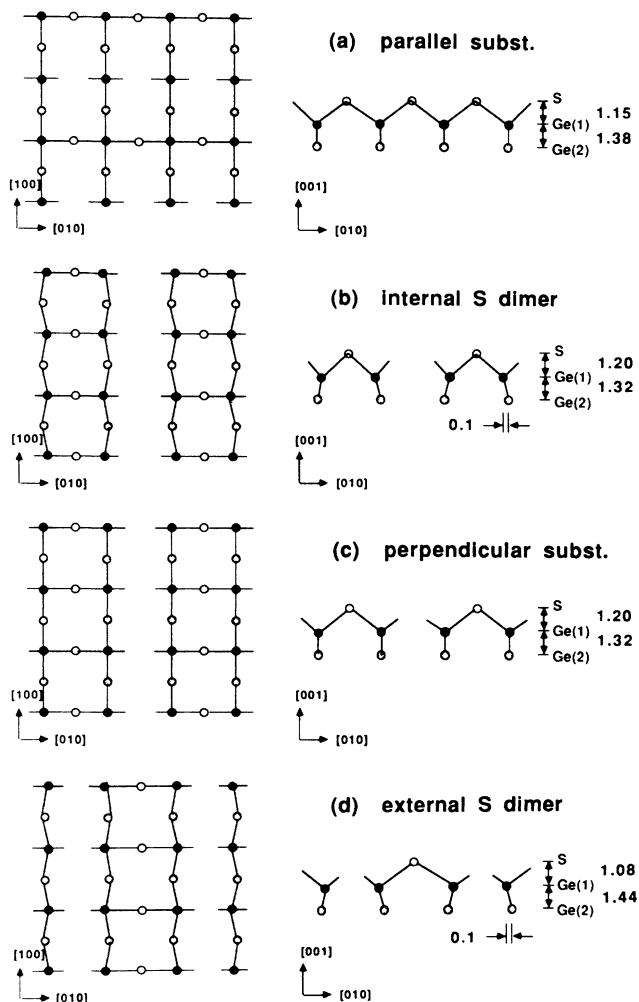 (a) parallel subst.
S
1.15
Ge(1)
1.38
Ge(2)
[100]
[010]
[001]
[010]
(b) internal S dimer
S
1.20
Ge(1)
1.32
Ge(2)
0.1
[100]
[010]
[001]
[010]
(c) perpendicular subst.
S
1.20
Ge(1)
1.32
Ge(2)
[100]
[010]
[001]
[010]
(d) external S dimer
S
1.08
Ge(1)
1.44
Ge(2)
0.1
[100]
[010]
[001]
[010]